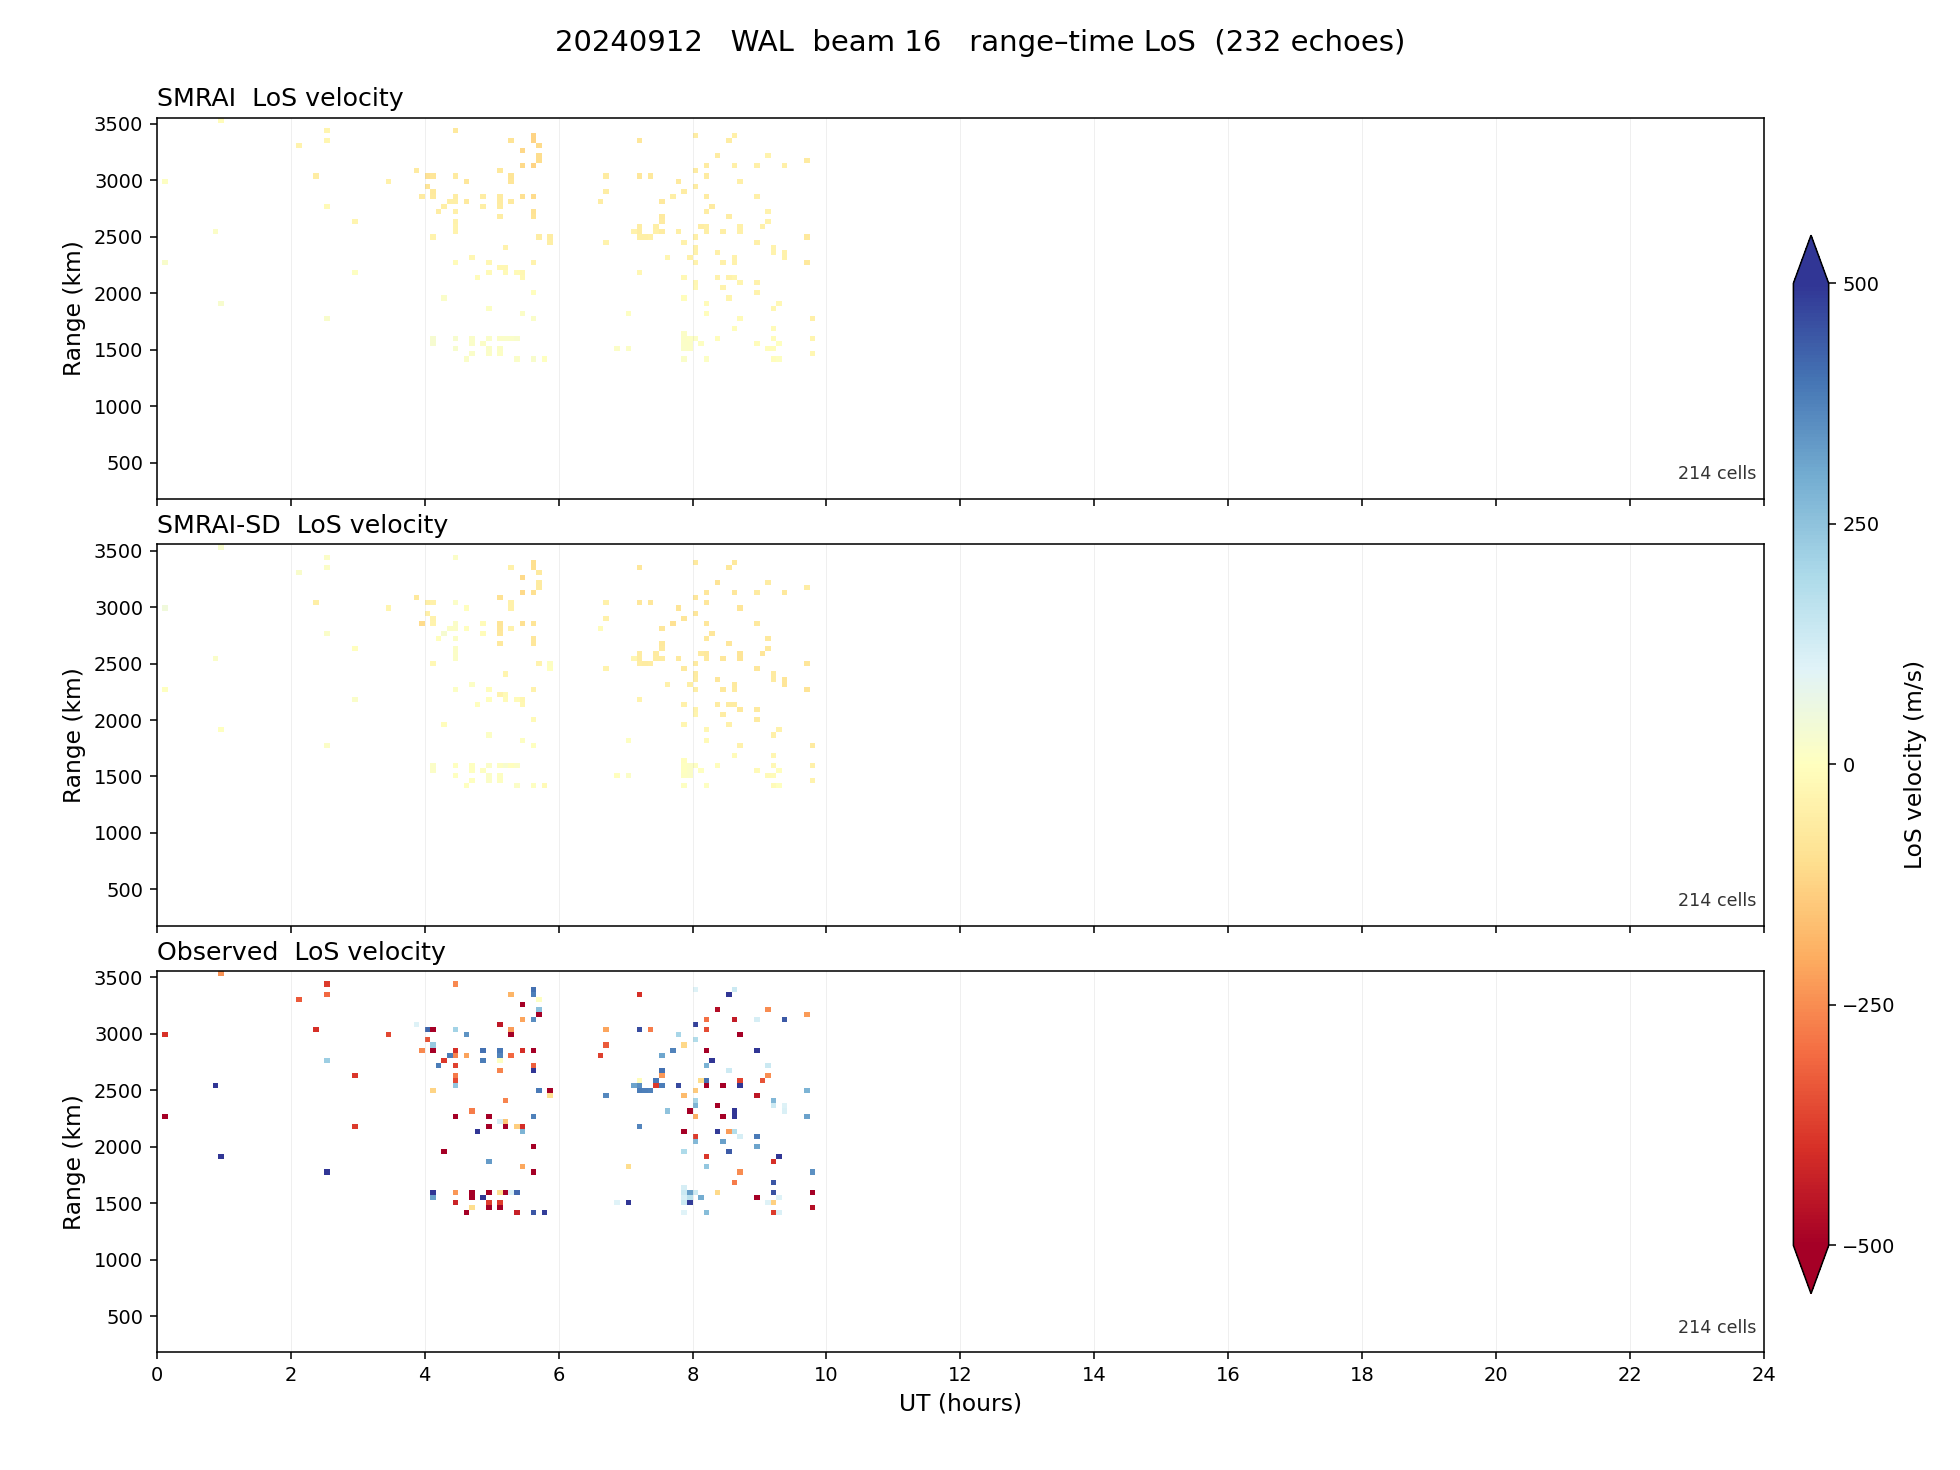 20240912   WAL  beam 16   range–time LoS  (232 echoes)
SMRAI  LoS velocity
3500
3000
2500
2000
1500
1000
500
Range (km)
214 cells
SMRAI-SD  LoS velocity
3500
3000
2500
2000
1500
1000
500
Range (km)
214 cells
Observed  LoS velocity
3500
3000
2500
2000
1500
1000
500
Range (km)
214 cells
0 2 4 6 8 10 12 14 16 18 20 22 24
UT (hours)
500
250
0
−250
−500
LoS velocity (m/s)